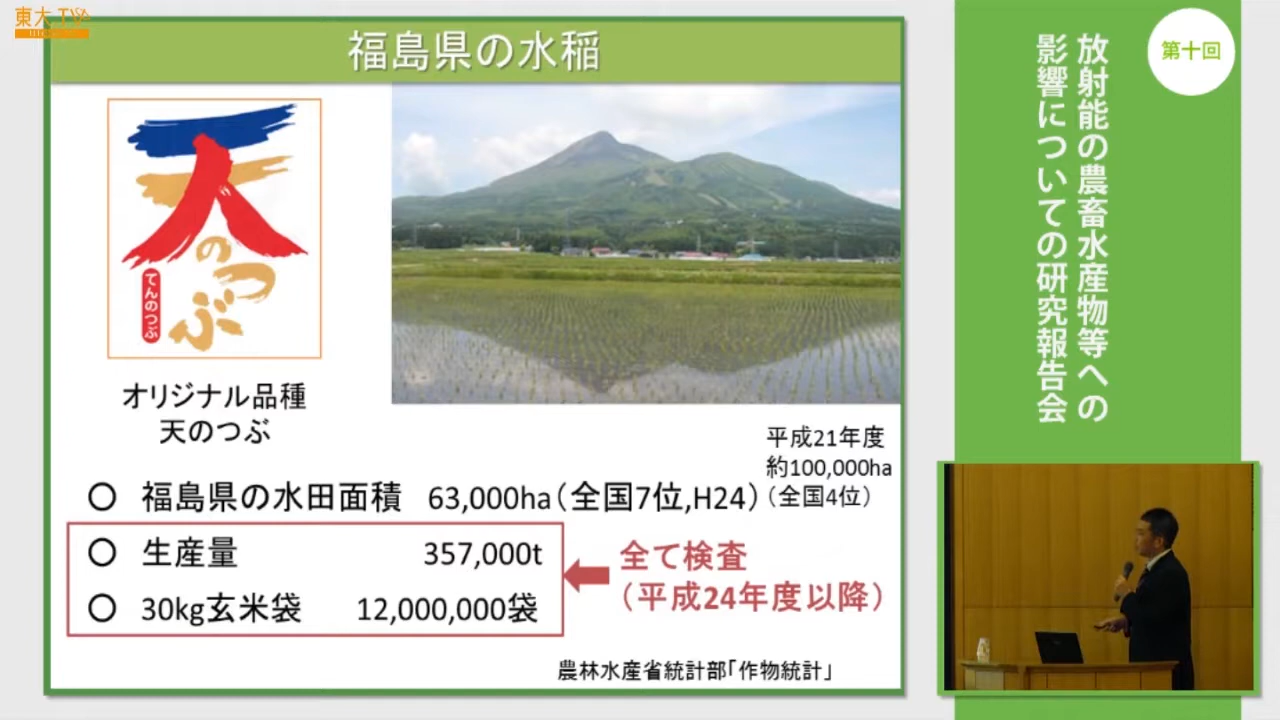 東大TV
福島県の水稲
天のつぶ
てんのつぶ
オリジナル品種
天のつぶ
平成21年度
約100,000ha
（全国4位）
○ 福島県の水田面積 63,000ha（全国7位,H24）
○ 生産量 357,000t
○ 30kg玄米袋 12,000,000袋
全て検査
（平成24年度以降）
農林水産省統計部「作物統計」
第十回
放射能の農畜水産物等への
影響についての研究報告会